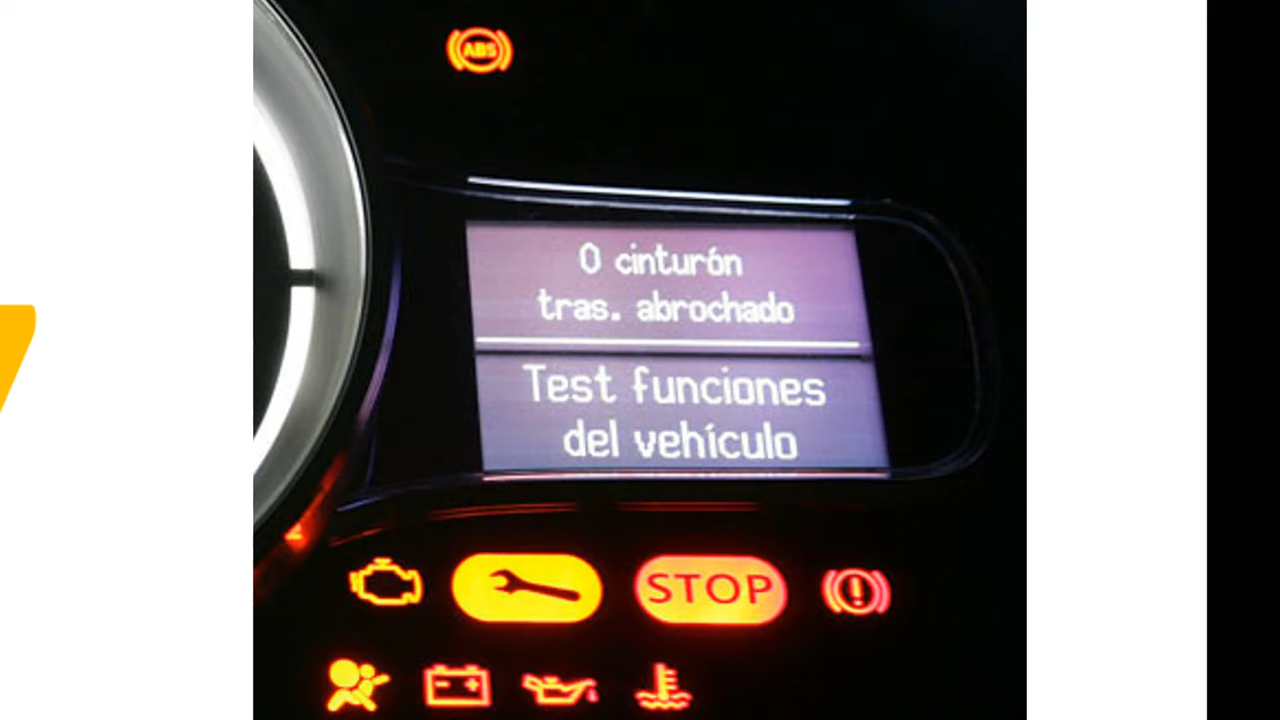 ABS
0 cinturón
tras. abrochado
Test funciones
del vehículo
STOP